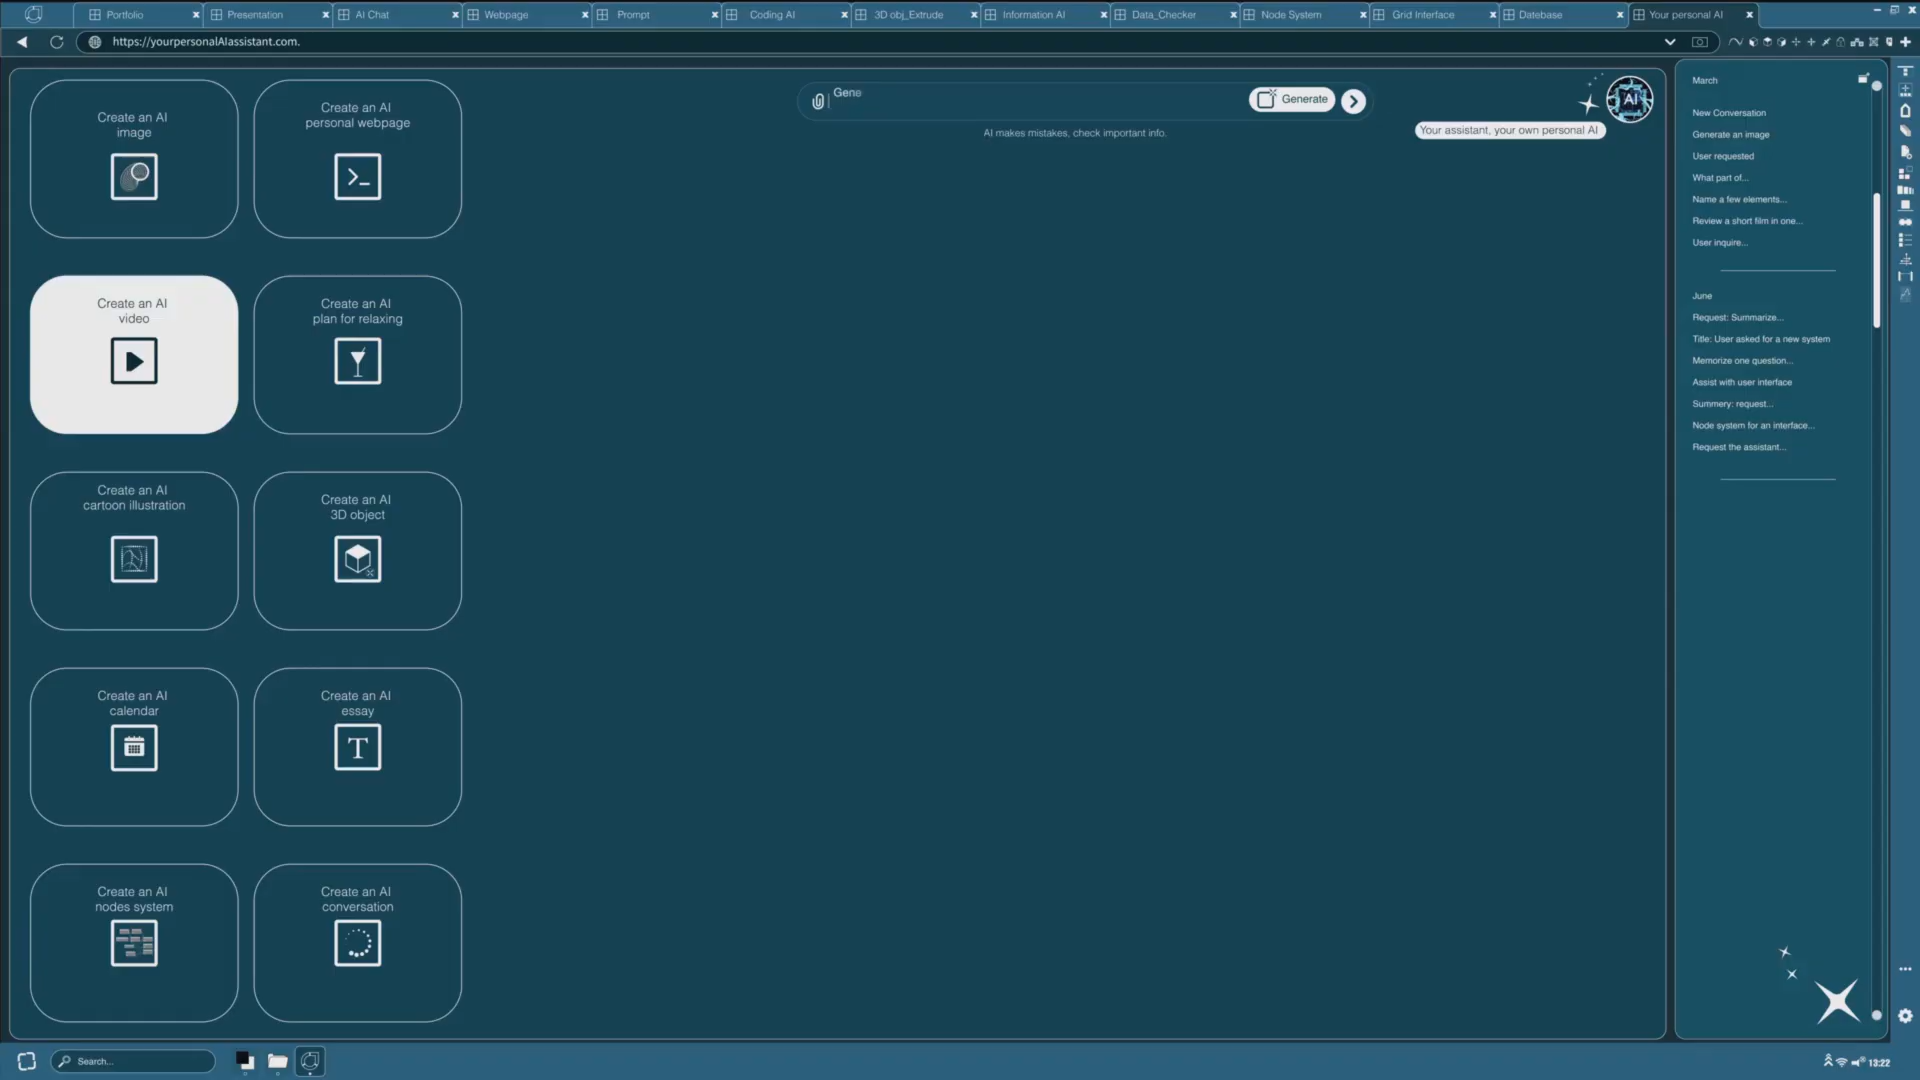 Portfolio
Presentation
AI Chat
Webpage
Prompt
Coding AI
3D obj_Extrude
Information AI
Data_Checker
Node System
Grid Interface
Datebase
Your personal AI
https://yourpersonalAIassistant.com.
Create an AI
image
Create an AI
personal webpage
Create an AI
video
Create an AI
plan for relaxing
Create an AI
cartoon illustration
Create an AI
3D object
Create an AI
calendar
Create an AI
essay
T
Create an AI
nodes system
Create an AI
conversation
Gene
Generate
AI makes mistakes, check important info.
AI
Your assistant, your own personal AI
March
New Conversation
Generate an image
User requested
What part of...
Name a few elements...
Review a short film in one...
User inquire...
June
Request: Summarize...
Title: User asked for a new system
Memorize one question...
Assist with user interface
Summery: request...
Node system for an interface...
Request the assistant...
Search...
13:22